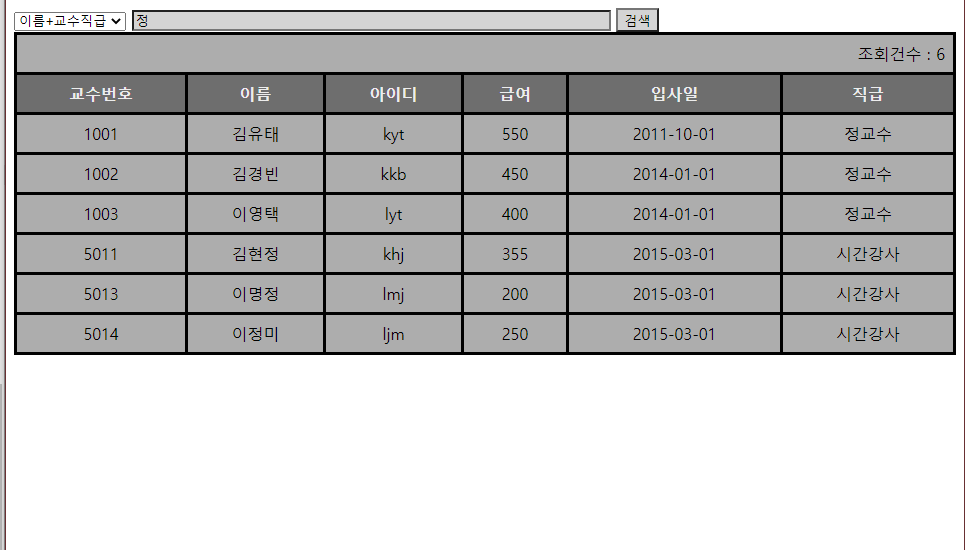 이름+교수직급 정 검색
조회건수 : 6
교수번호 이름 아이디 급여 입사일 직급
1001 김유태 kyt 550 2011-10-01 정교수
1002 김경빈 kkb 450 2014-01-01 정교수
1003 이영택 lyt 400 2014-01-01 정교수
5011 김현정 khj 355 2015-03-01 시간강사
5013 이명정 lmj 200 2015-03-01 시간강사
5014 이정미 ljm 250 2015-03-01 시간강사